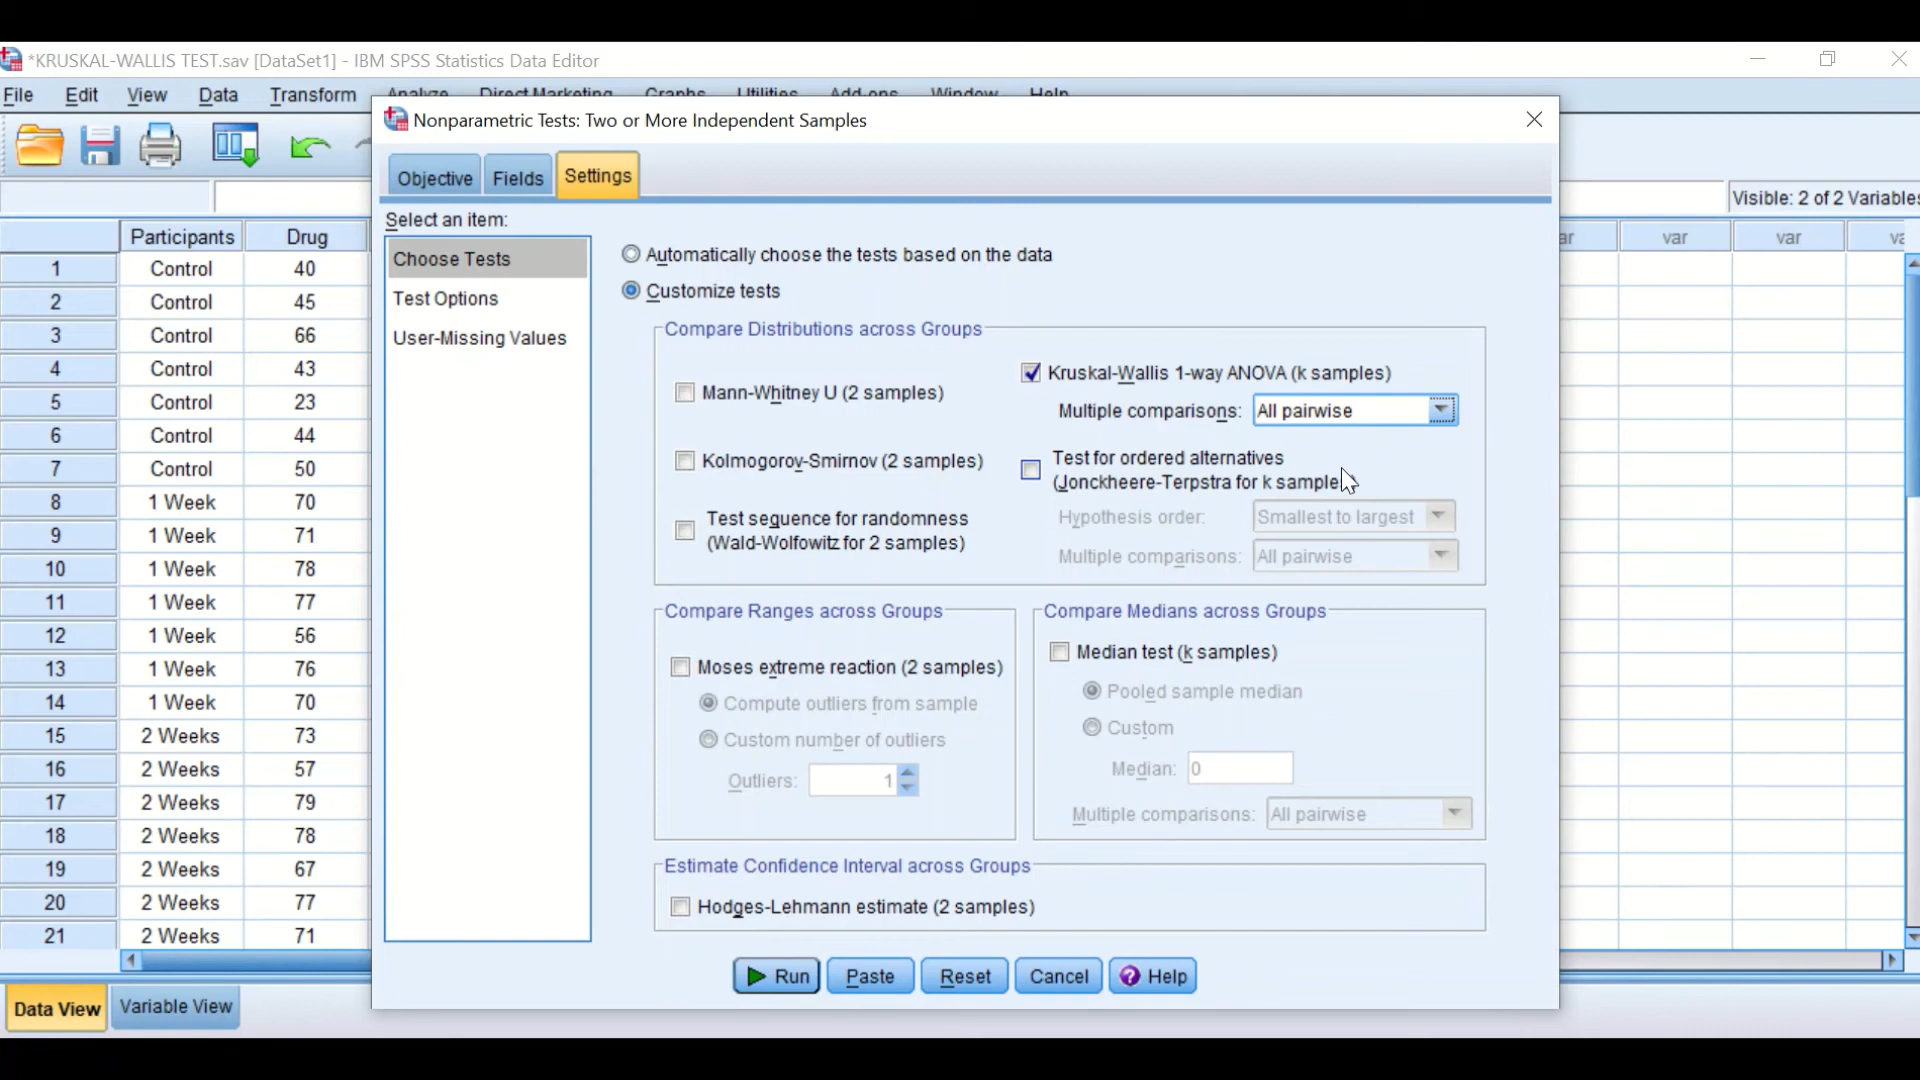 *KRUSKAL-WALLIS TEST.sav [DataSet1] - IBM SPSS Statistics Data Editor
File Edit View Data Transform Analyze Direct Marketing Graphs Utilities Add-ons Window Help
Nonparametric Tests: Two or More Independent Samples
Objective Fields Settings
Visible: 2 of 2 Variables
Select an item:
Choose Tests
Test Options
User-Missing Values
Automatically choose the tests based on the data
Customize tests
Compare Distributions across Groups
Mann-Whitney U (2 samples)
Kolmogorov-Smirnov (2 samples)
Test sequence for randomness
(Wald-Wolfowitz for 2 samples)
Kruskal-Wallis 1-way ANOVA (k samples)
Multiple comparisons: All pairwise
Test for ordered alternatives
(Jonckheere-Terpstra for k sample
Hypothesis order: Smallest to largest
Multiple comparisons: All pairwise
Compare Ranges across Groups
Moses extreme reaction (2 samples)
Compute outliers from sample
Custom number of outliers
Outliers: 1
Compare Medians across Groups
Median test (k samples)
Pooled sample median
Custom
Median: 0
Multiple comparisons: All pairwise
Estimate Confidence Interval across Groups
Hodges-Lehmann estimate (2 samples)
Run Paste Reset Cancel Help
Participants Drug
var var
1 Control 40
2 Control 45
3 Control 66
4 Control 43
5 Control 23
6 Control 44
7 Control 50
8 1 Week 70
9 1 Week 71
10 1 Week 78
11 1 Week 77
12 1 Week 56
13 1 Week 76
14 1 Week 70
15 2 Weeks 73
16 2 Weeks 57
17 2 Weeks 79
18 2 Weeks 78
19 2 Weeks 67
20 2 Weeks 77
21 2 Weeks 71
Data View Variable View